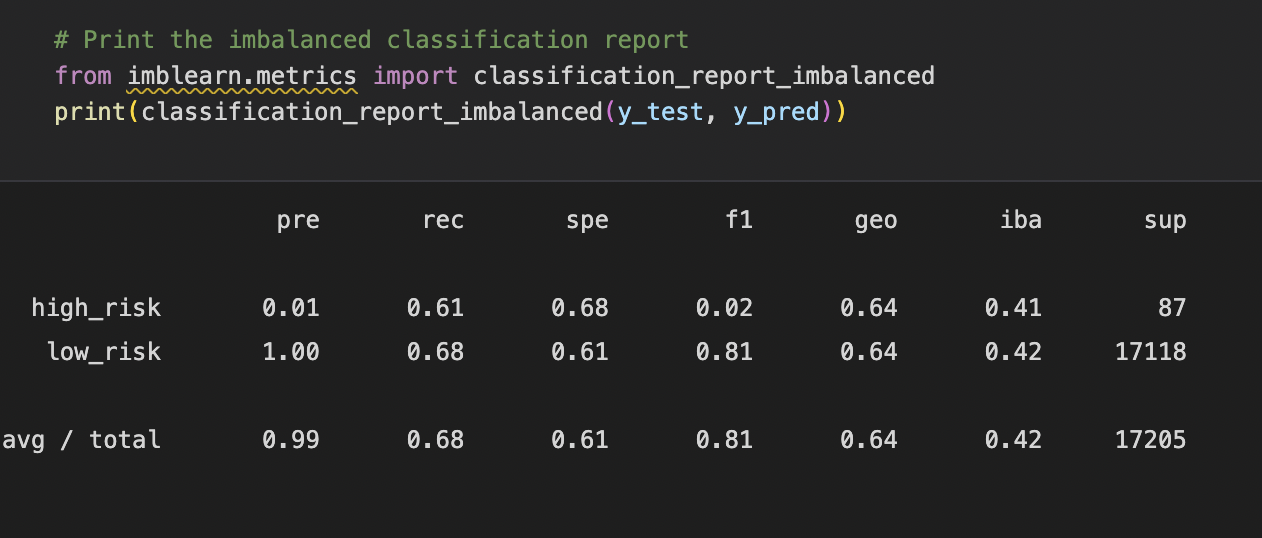 # Print the imbalanced classification report
from imblearn.metrics import classification_report_imbalanced
print(classification_report_imbalanced(y_test, y_pred))
pre rec spe f1 geo iba sup
high_risk 0.01 0.61 0.68 0.02 0.64 0.41 87
low_risk 1.00 0.68 0.61 0.81 0.64 0.42 17118
avg / total 0.99 0.68 0.61 0.81 0.64 0.42 17205